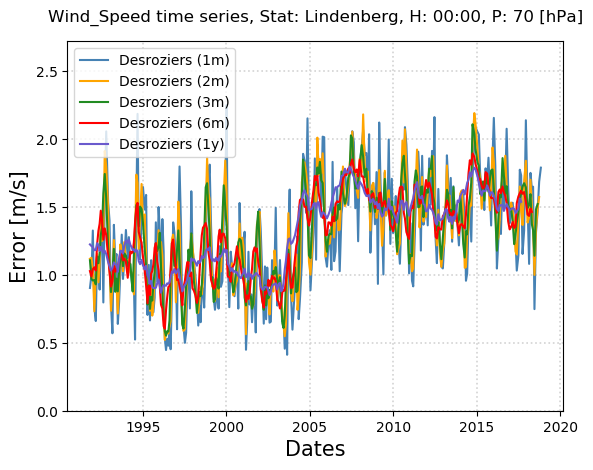 Wind_Speed time series, Stat: Lindenberg, H: 00:00, P: 70 [hPa]
Desroziers (1m)
Desroziers (2m)
Desroziers (3m)
Desroziers (6m)
Desroziers (1y)
Error [m/s]
2.5
2.0
1.5
1.0
0.5
0.0
1995 2000 2005 2010 2015 2020
Dates